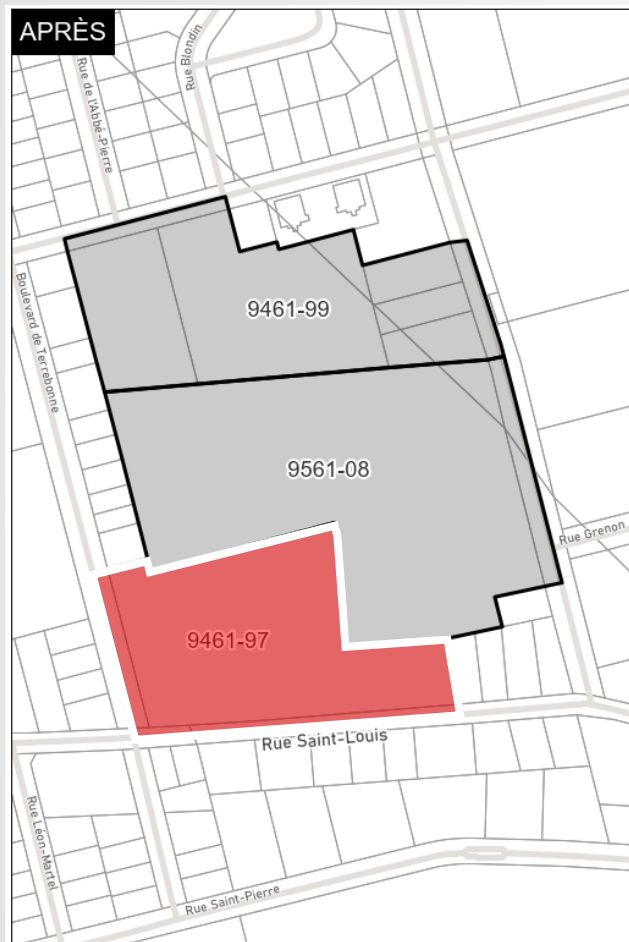 APRÈS
Rue Blondin
Rue de l'Abbé-Pierre
Boulevard de Terrebonne
9461-99
9561-08
Rue Grenon
9461-97
Rue Saint-Louis
Rue Léon-Martel
Rue Saint-Pierre